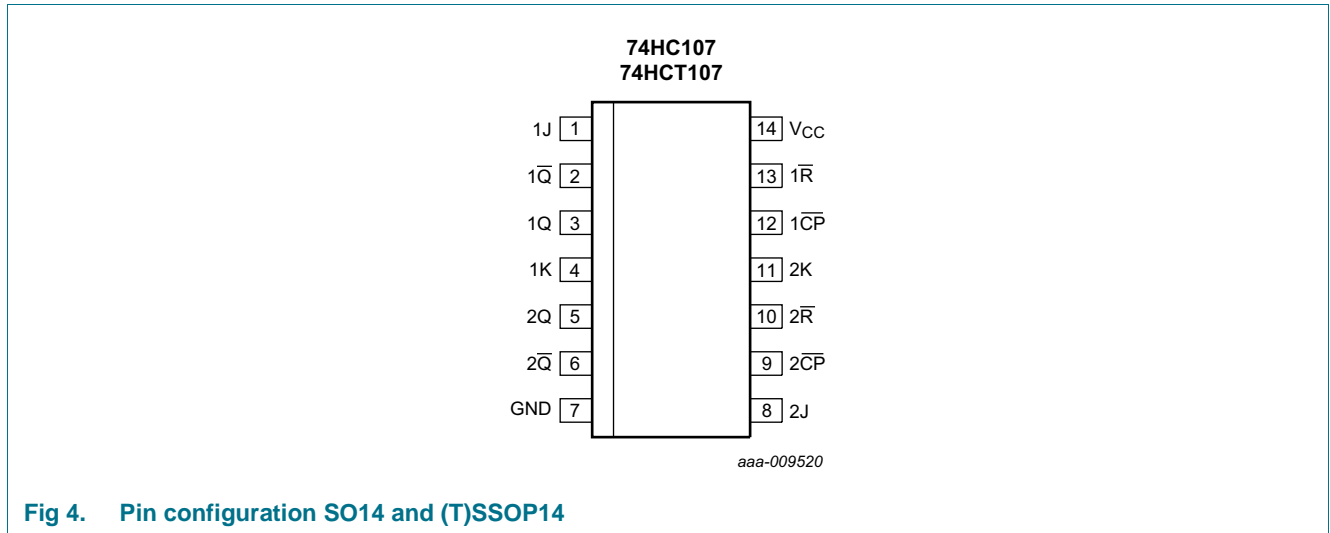 74HC107
74HCT107
1J 1 14 VCC
1Q̅ 2 13 1R̅
1Q 3 12 1C̅P̅
1K 4 11 2K
2Q 5 10 2R̅
2Q̅ 6 9 2C̅P̅
GND 7 8 2J
aaa-009520
Fig 4. Pin configuration SO14 and (T)SSOP14